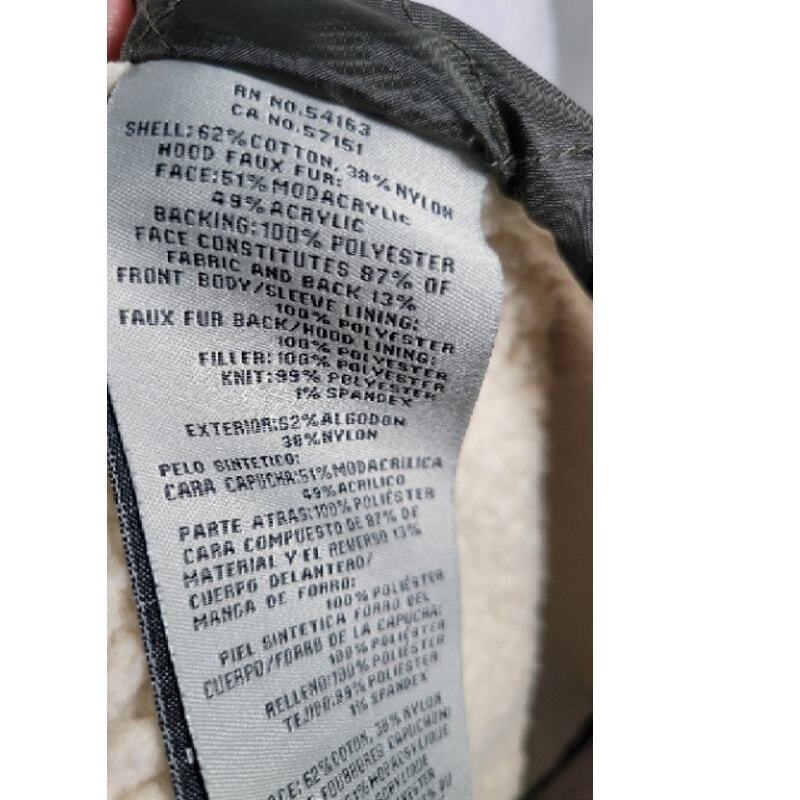 RN NO.54163
CA NO.57151
SHELL:62%COTTON, 38%NYLON
HOOD FAUX FUR:
FACE:51%MODACRYLIC
49%ACRYLIC
BACKING:100% POLYESTER
FACE CONSTITUTES 87% OF
FABRIC AND BACK 13%
FRONT BODY/SLEEVE LINING:
100% POLYESTER
FAUX FUR BACK/HOOD LINING:
100% POLYESTER
FILLER:100% POLYESTER
KNIT:99% POLYESTER
1% SPANDEX
EXTERIOR:62%ALGODON
38%NYLON
PELO SINTETICO:
CARA CAPUCHA:51%MODACRILICA
49%ACRILICO
PARTE ATRAS:100%POLIÉSTER
CARA COMPUESTO DE 87% DE
MATERIAL Y EL REVERSO 13%
CUERPO DELANTERO/
MANGA DE FORRO:
100% POLIÉSTER
PIEL SINTETICA FORRO DEL
CUERPO/FORRO DE LA CAPUCHA:
100% POLIÉSTER
RELLENO:100% POLIÉSTER
TEJIDO:99% POLIÉSTER
1% SPANDEX
62%COTON, 38% NYLON
CAPUCHON: